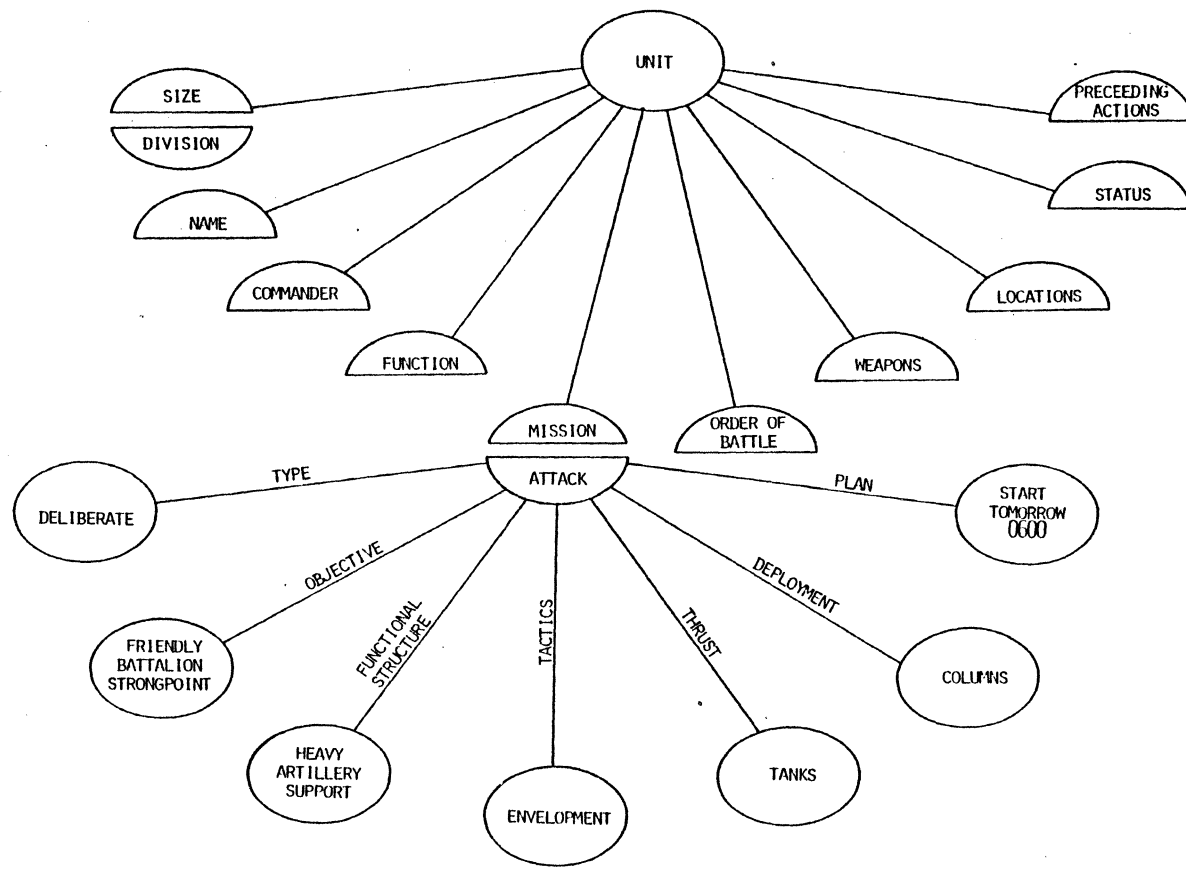 UNIT
SIZE
DIVISION
NAME
COMMANDER
FUNCTION
MISSION
ORDER OF
BATTLE
WEAPONS
LOCATIONS
STATUS
PRECEEDING
ACTIONS
ATTACK
TYPE
DELIBERATE
OBJECTIVE
FRIENDLY
BATTALION
STRONGPOINT
FUNCTIONAL
STRUCTURE
HEAVY
ARTILLERY
SUPPORT
TACTICS
ENVELOPMENT
THRUST
TANKS
DEPLOYMENT
COLUMNS
PLAN
START
TOMORROW
0600